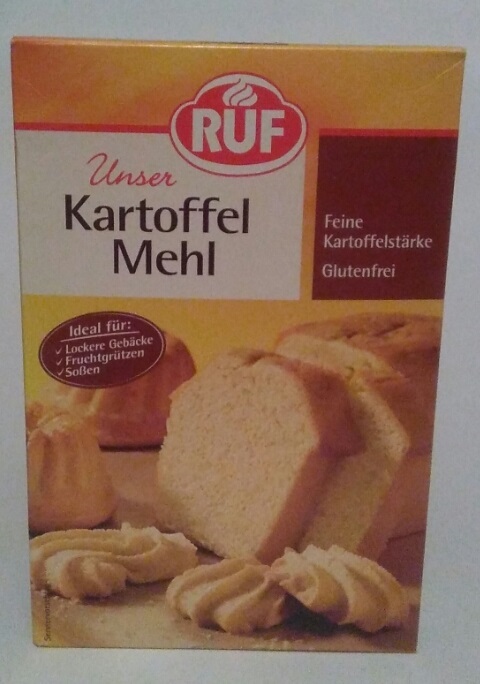 RUF
Unser
Kartoffel
Mehl
Feine
Kartoffelstärke
Glutenfrei
Ideal für:
✓ Lockere Gebäcke
✓ Fruchtgrützen
✓ Soßen